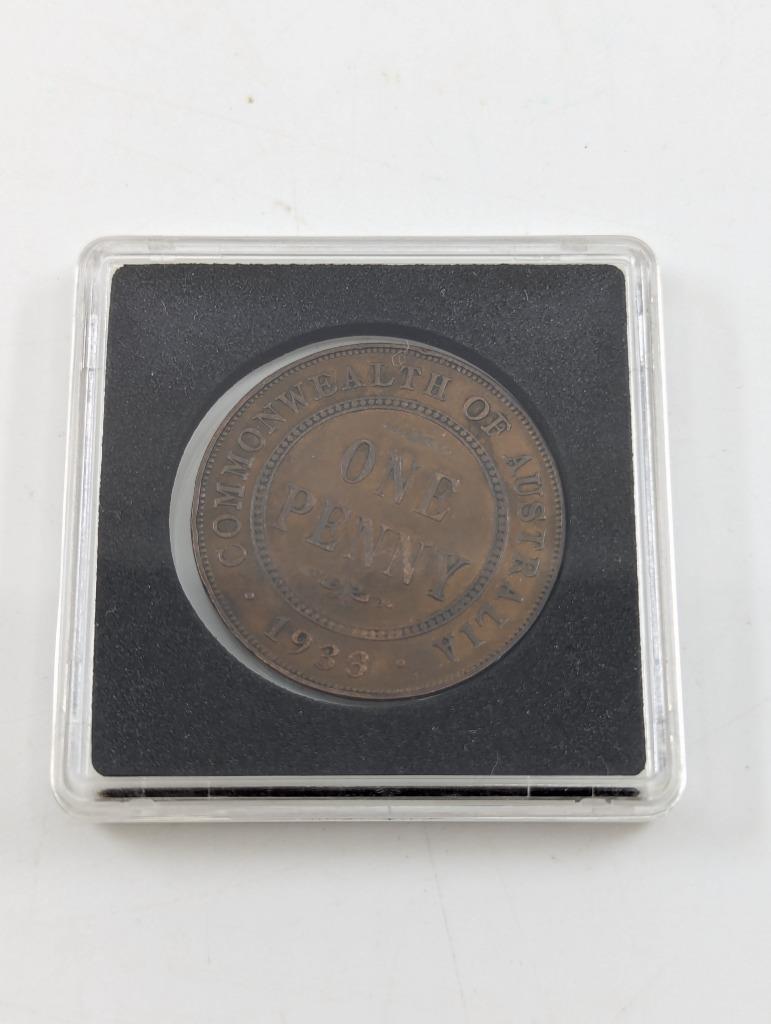 COMMONWEALTH OF AUSTRALIA
ONE
PENNY
1933